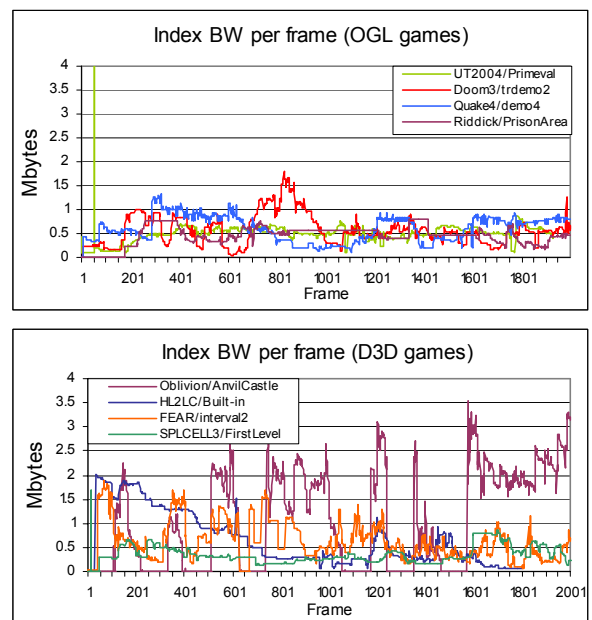 Index BW per frame (OGL games)
4
3.5
3
2.5
2
1.5
1
0.5
0
Mbytes
UT2004/Primeval
Doom3/trdemo2
Quake4/demo4
Riddick/PrisonArea
1 201 401 601 801 1001 1201 1401 1601 1801
Frame
Index BW per frame (D3D games)
4
3.5
3
2.5
2
1.5
1
0.5
0
Mbytes
Oblivion/AnvilCastle
HL2LC/Built-in
FEAR/interval2
SPLCELL3/FirstLevel
1 201 401 601 801 1001 1201 1401 1601 1801 2001
Frame